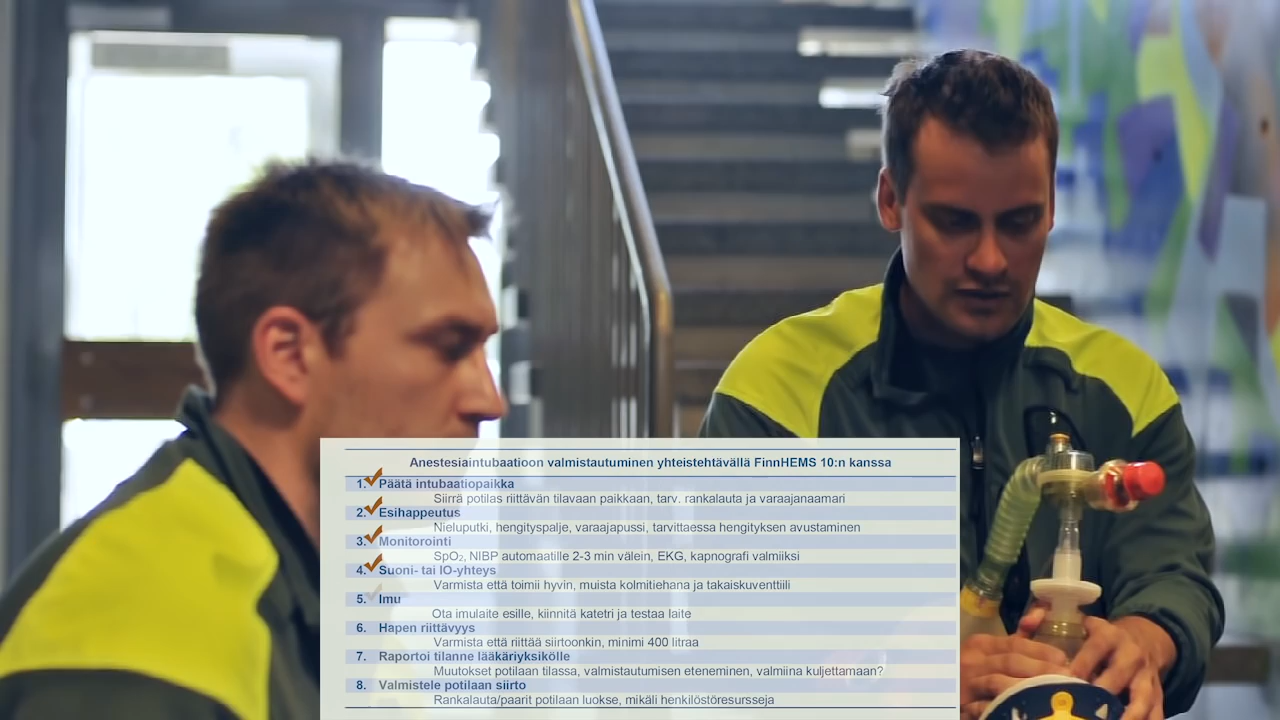 Anestesiaintubaatioon valmistautuminen yhteistehtävällä FinnHEMS 10:n kanssa
1. Päätä intubaatiopaikka
Siirrä potilas riittävän tilavaan paikkaan, tarv. rankalauta ja varaajanaamari
2. Esihappeutus
Nieluputki, hengityspalje, varaajapussi, tarvittaessa hengityksen avustaminen
3. Monitorointi
SpO₂, NIBP automaatille 2-3 min välein, EKG, kapnografi valmiiksi
4. Suoni- tai IO-yhteys
Varmista että toimii hyvin, muista kolmitiehana ja takaiskuventtiili
5. Imu
Ota imulaite esille, kiinnitä katetri ja testaa laite
6. Hapen riittävyys
Varmista että riittää siirtoonkin, minimi 400 litraa
7. Raportoi tilanne lääkäriyksikölle
Muutokset potilaan tilassa, valmistautumisen eteneminen, valmiina kuljettamaan?
8. Valmistele potilaan siirto
Rankalauta/paarit potilaan luokse, mikäli henkilöstöresursseja